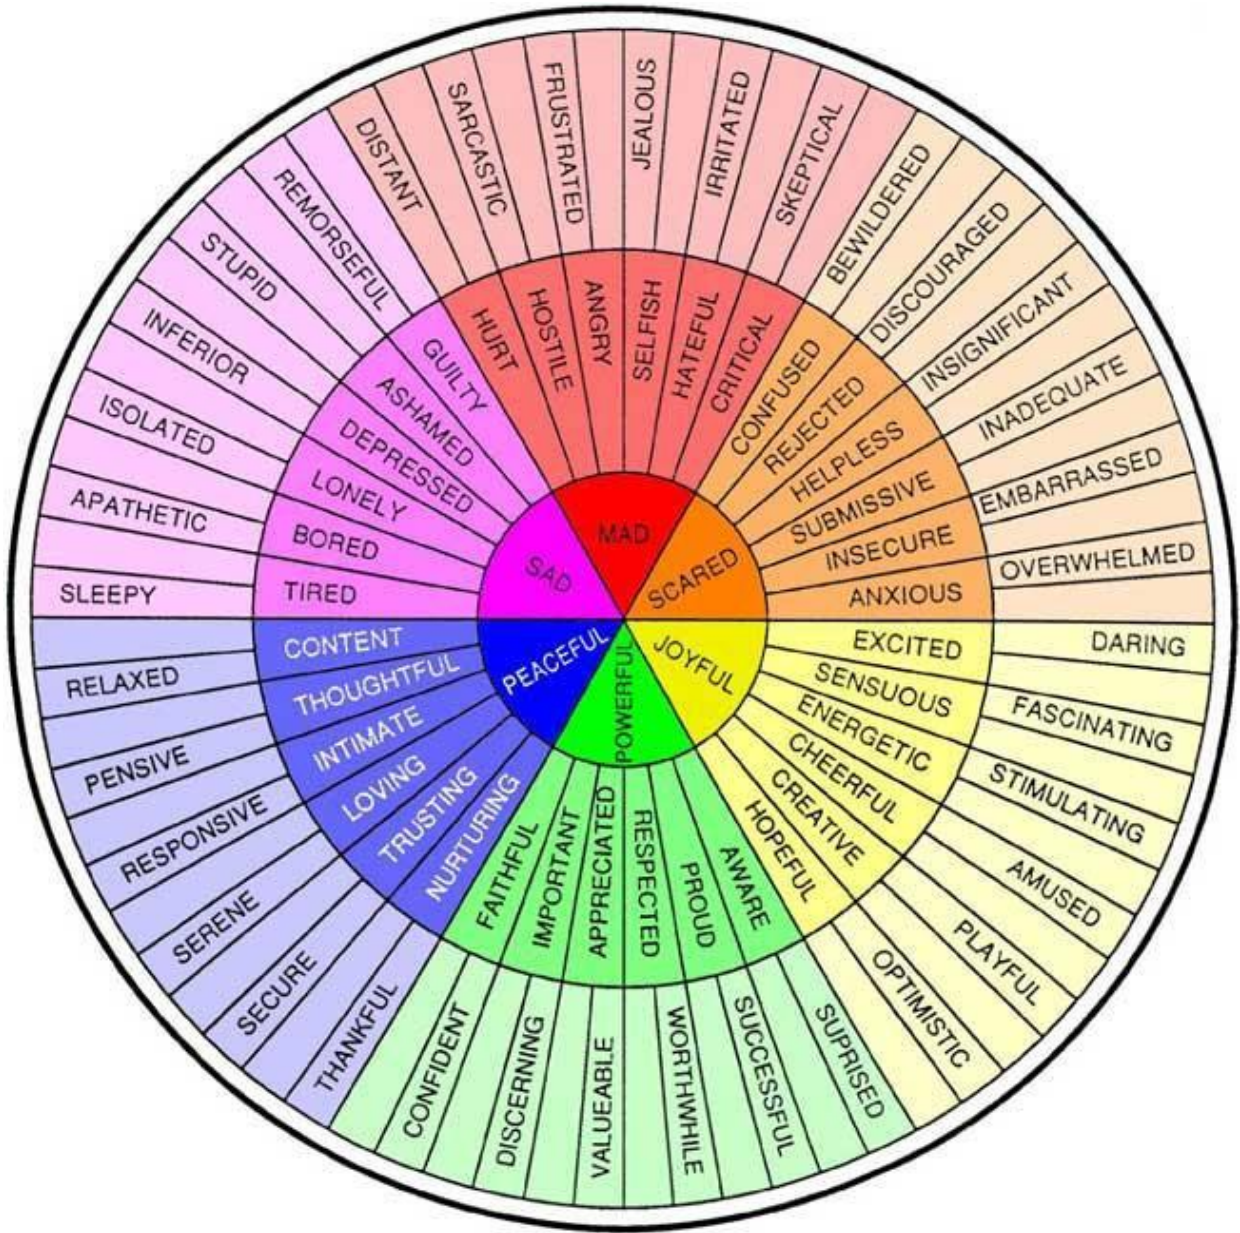 MAD
SCARED
JOYFUL
POWERFUL
PEACEFUL
SAD
HURT
HOSTILE
ANGRY
SELFISH
HATEFUL
CRITICAL
CONFUSED
REJECTED
HELPLESS
SUBMISSIVE
INSECURE
ANXIOUS
EXCITED
SENSUOUS
ENERGETIC
CHEERFUL
CREATIVE
HOPEFUL
AWARE
PROUD
RESPECTED
APPRECIATED
IMPORTANT
FAITHFUL
NURTURING
TRUSTING
LOVING
INTIMATE
THOUGHTFUL
CONTENT
TIRED
BORED
LONELY
DEPRESSED
ASHAMED
GUILTY
DISTANT
SARCASTIC
FRUSTRATED
JEALOUS
IRRITATED
SKEPTICAL
BEWILDERED
DISCOURAGED
INSIGNIFICANT
INADEQUATE
EMBARRASSED
OVERWHELMED
DARING
FASCINATING
STIMULATING
AMUSED
PLAYFUL
OPTIMISTIC
SUPRISED
SUCCESSFUL
WORTHWHILE
VALUEABLE
DISCERNING
CONFIDENT
THANKFUL
SECURE
SERENE
RESPONSIVE
PENSIVE
RELAXED
SLEEPY
APATHETIC
ISOLATED
INFERIOR
STUPID
REMORSEFUL